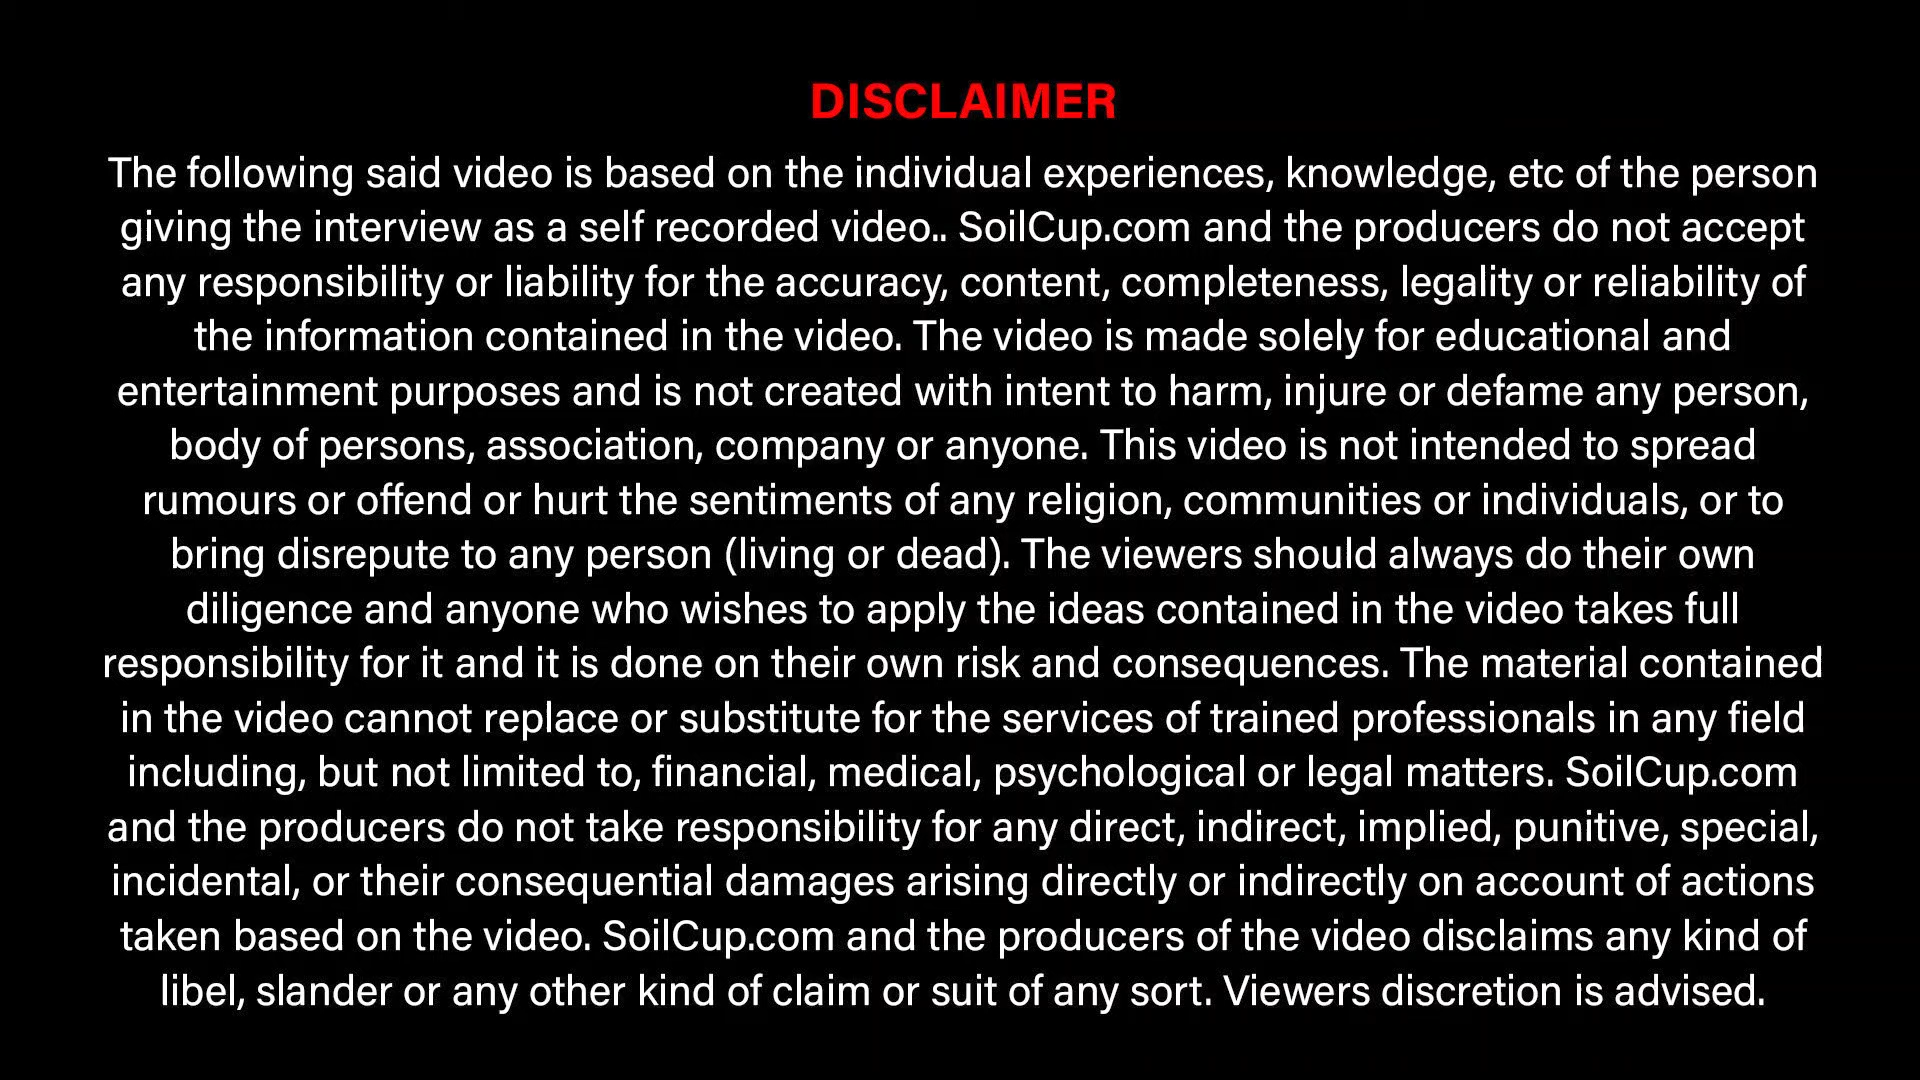 DISCLAIMER
The following said video is based on the individual experiences, knowledge, etc of the person
giving the interview as a self recorded video.. SoilCup.com and the producers do not accept
any responsibility or liability for the accuracy, content, completeness, legality or reliability of
the information contained in the video. The video is made solely for educational and
entertainment purposes and is not created with intent to harm, injure or defame any person,
body of persons, association, company or anyone. This video is not intended to spread
rumours or offend or hurt the sentiments of any religion, communities or individuals, or to
bring disrepute to any person (living or dead). The viewers should always do their own
diligence and anyone who wishes to apply the ideas contained in the video takes full
responsibility for it and it is done on their own risk and consequences. The material contained
in the video cannot replace or substitute for the services of trained professionals in any field
including, but not limited to, financial, medical, psychological or legal matters. SoilCup.com
and the producers do not take responsibility for any direct, indirect, implied, punitive, special,
incidental, or their consequential damages arising directly or indirectly on account of actions
taken based on the video. SoilCup.com and the producers of the video disclaims any kind of
libel, slander or any other kind of claim or suit of any sort. Viewers discretion is advised.